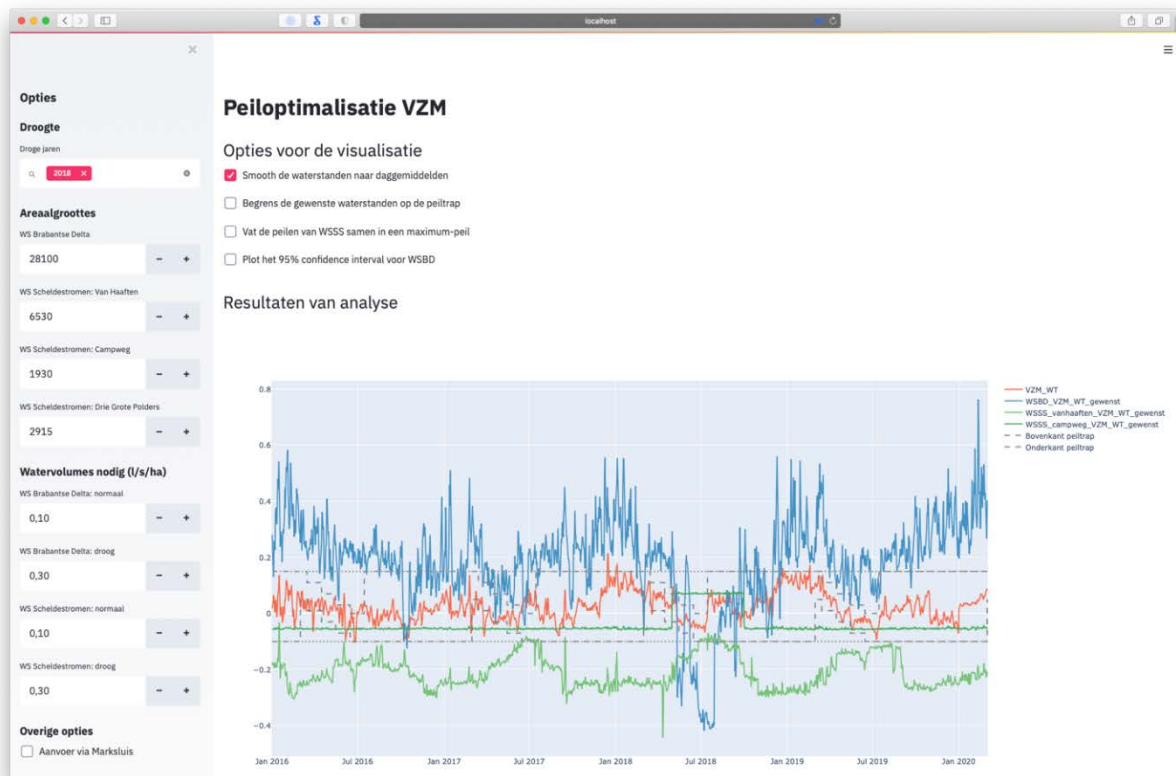 localhost
Opties
Droogte
Droge jaren
2018
Areaalgroottes
WS Brabantse Delta
28100
WS Scheldestromen: Van Haaften
6530
WS Scheldestromen: Campweg
1930
WS Scheldestromen: Drie Grote Polders
2915
Watervolumes nodig (l/s/ha)
WS Brabantse Delta: normaal
0,10
WS Brabantse Delta: droog
0,30
WS Scheldestromen: normaal
0,10
WS Scheldestromen: droog
0,30
Overige opties
Aanvoer via Marksluis
Peiloptimalisatie VZM
Opties voor de visualisatie
Smooth de waterstanden naar daggemiddelden
Begrens de gewenste waterstanden op de peiltrap
Vat de peilen van WSSS samen in een maximum-peil
Plot het 95% confidence interval voor WSBD
Resultaten van analyse
0.8
0.6
0.4
0.2
0
−0.2
−0.4
Jan 2016 Jul 2016 Jan 2017 Jul 2017 Jan 2018 Jul 2018 Jan 2019 Jul 2019 Jan 2020
VZM_WT
WSBD_VZM_WT_gewenst
WSSS_vanhaaften_VZM_WT_gewenst
WSSS_campweg_VZM_WT_gewenst
Bovenkant peiltrap
Onderkant peiltrap